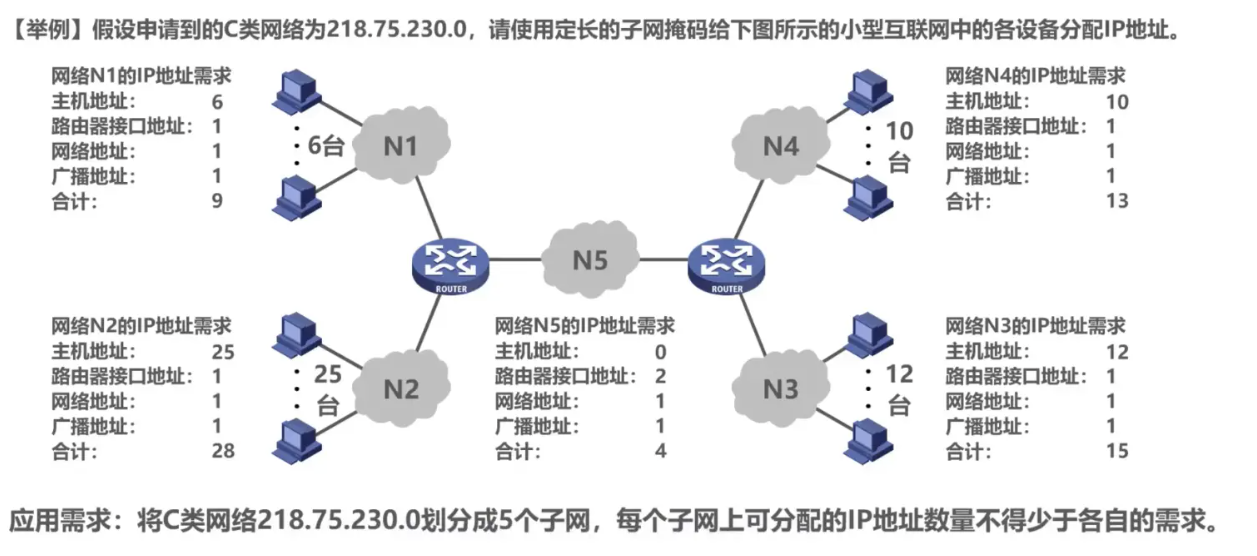 【举例】假设申请到的C类网络为218.75.230.0，请使用定长的子网掩码给下图所示的小型互联网中的各设备分配IP地址。
网络N1的IP地址需求
主机地址： 6
路由器接口地址： 1
网络地址： 1
广播地址： 1
合计： 9
6台
N1
N4
10
台
网络N4的IP地址需求
主机地址： 10
路由器接口地址： 1
网络地址： 1
广播地址： 1
合计： 13
ROUTER
N5
ROUTER
网络N2的IP地址需求
主机地址： 25
路由器接口地址： 1
网络地址： 1
广播地址： 1
合计： 28
25
台
N2
网络N5的IP地址需求
主机地址： 0
路由器接口地址： 2
网络地址： 1
广播地址： 1
合计： 4
N3
12
台
网络N3的IP地址需求
主机地址： 12
路由器接口地址： 1
网络地址： 1
广播地址： 1
合计： 15
应用需求：将C类网络218.75.230.0划分成5个子网，每个子网上可分配的IP地址数量不得少于各自的需求。